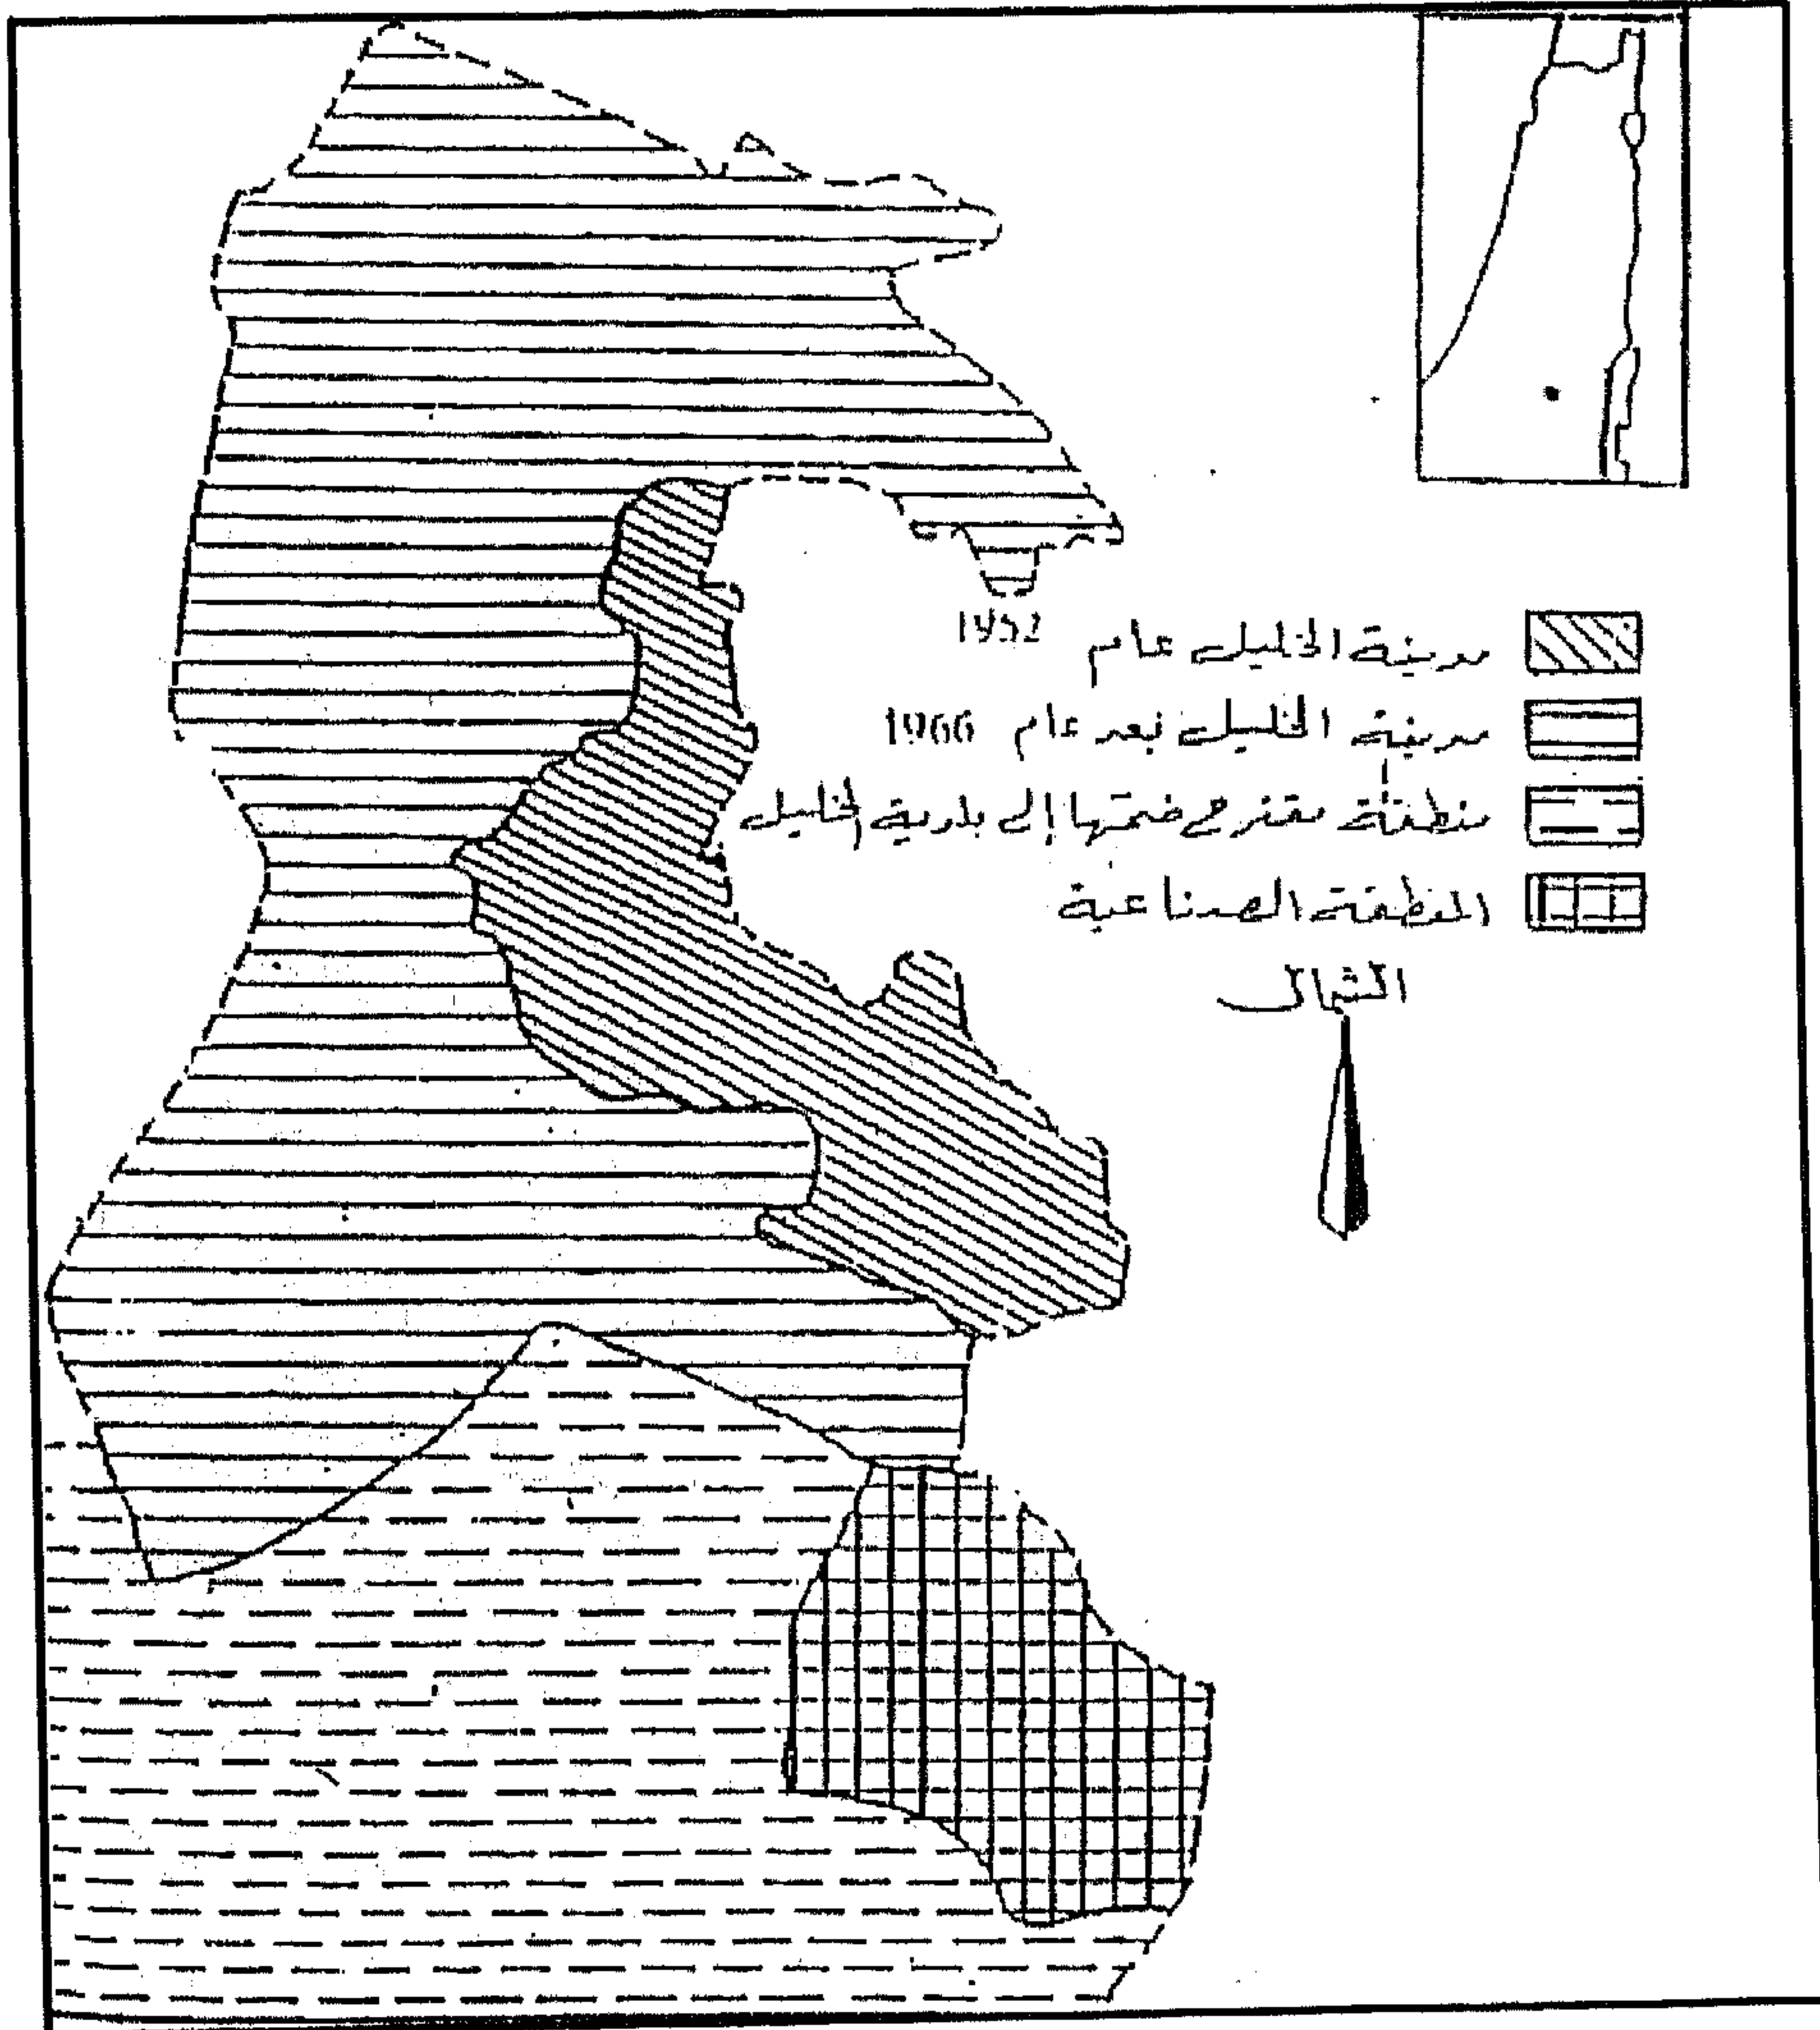 مدينة الخليل عام 1952
مدينة الخليل بعد عام 1966
منطقة مقترح ضمها إلى بلدية الخليل
المنطقة الصناعية
الشمال